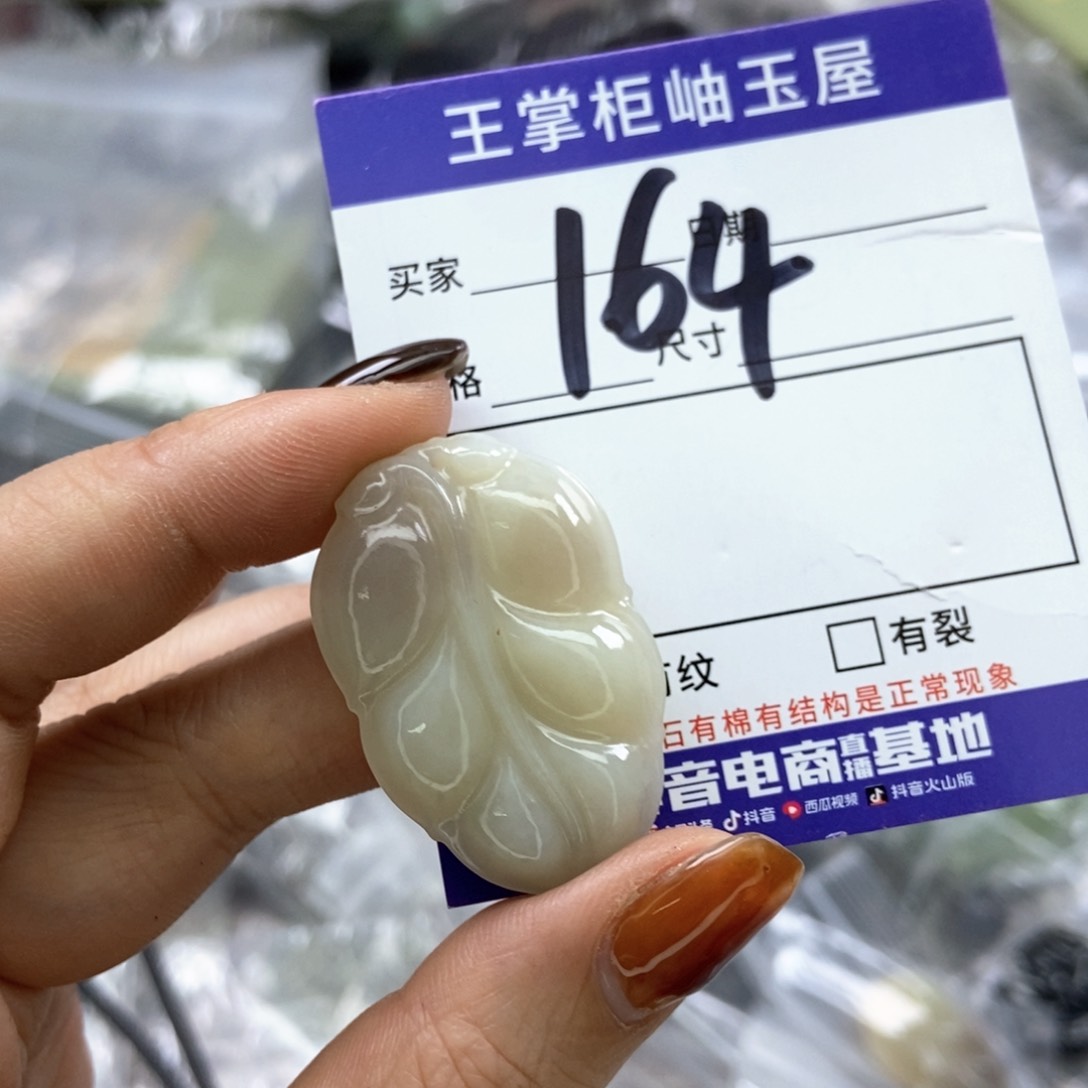 王掌柜岫玉屋
164
买家 日期
格 尺寸
纹 有裂
石有棉有结构是正常现象
音电商直播基地
抖音 西瓜视频 抖音火山版